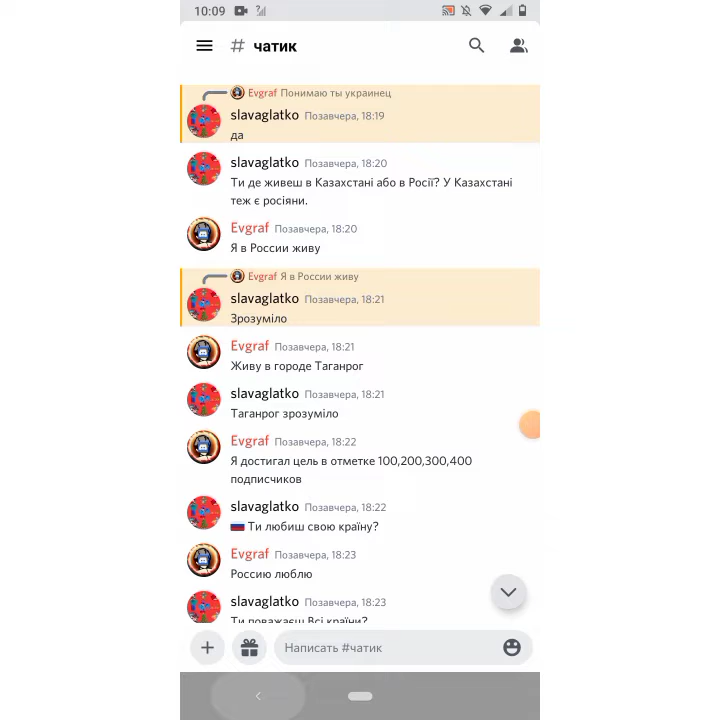 10:09
# чатик
Evgraf Понимаю ты украинец
slavaglatko Позавчера, 18:19
да
slavaglatko Позавчера, 18:20
Ти де живеш в Казахстані або в Росії? У Казахстані
теж є росіяни.
Evgraf Позавчера, 18:20
Я в России живу
Evgraf Я в России живу
slavaglatko Позавчера, 18:21
Зрозуміло
Evgraf Позавчера, 18:21
Живу в городе Таганрог
slavaglatko Позавчера, 18:21
Таганрог зрозуміло
Evgraf Позавчера, 18:22
Я достигал цель в отметке 100,200,300,400
подписчиков
slavaglatko Позавчера, 18:22
Ти любиш свою країну?
Evgraf Позавчера, 18:23
Россию люблю
slavaglatko Позавчера, 18:23
Ти поважаєш Всі країни?
Написать #чатик